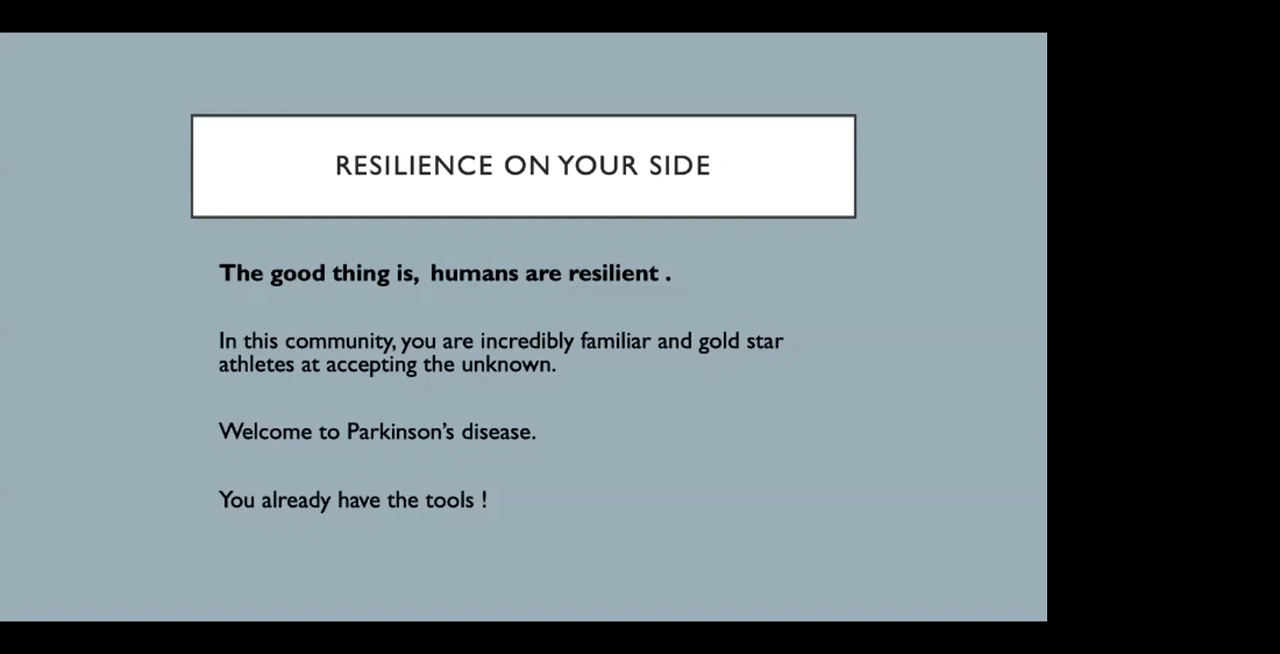 RESILIENCE ON YOUR SIDE
The good thing is, humans are resilient .
In this community, you are incredibly familiar and gold star
athletes at accepting the unknown.
Welcome to Parkinson’s disease.
You already have the tools !